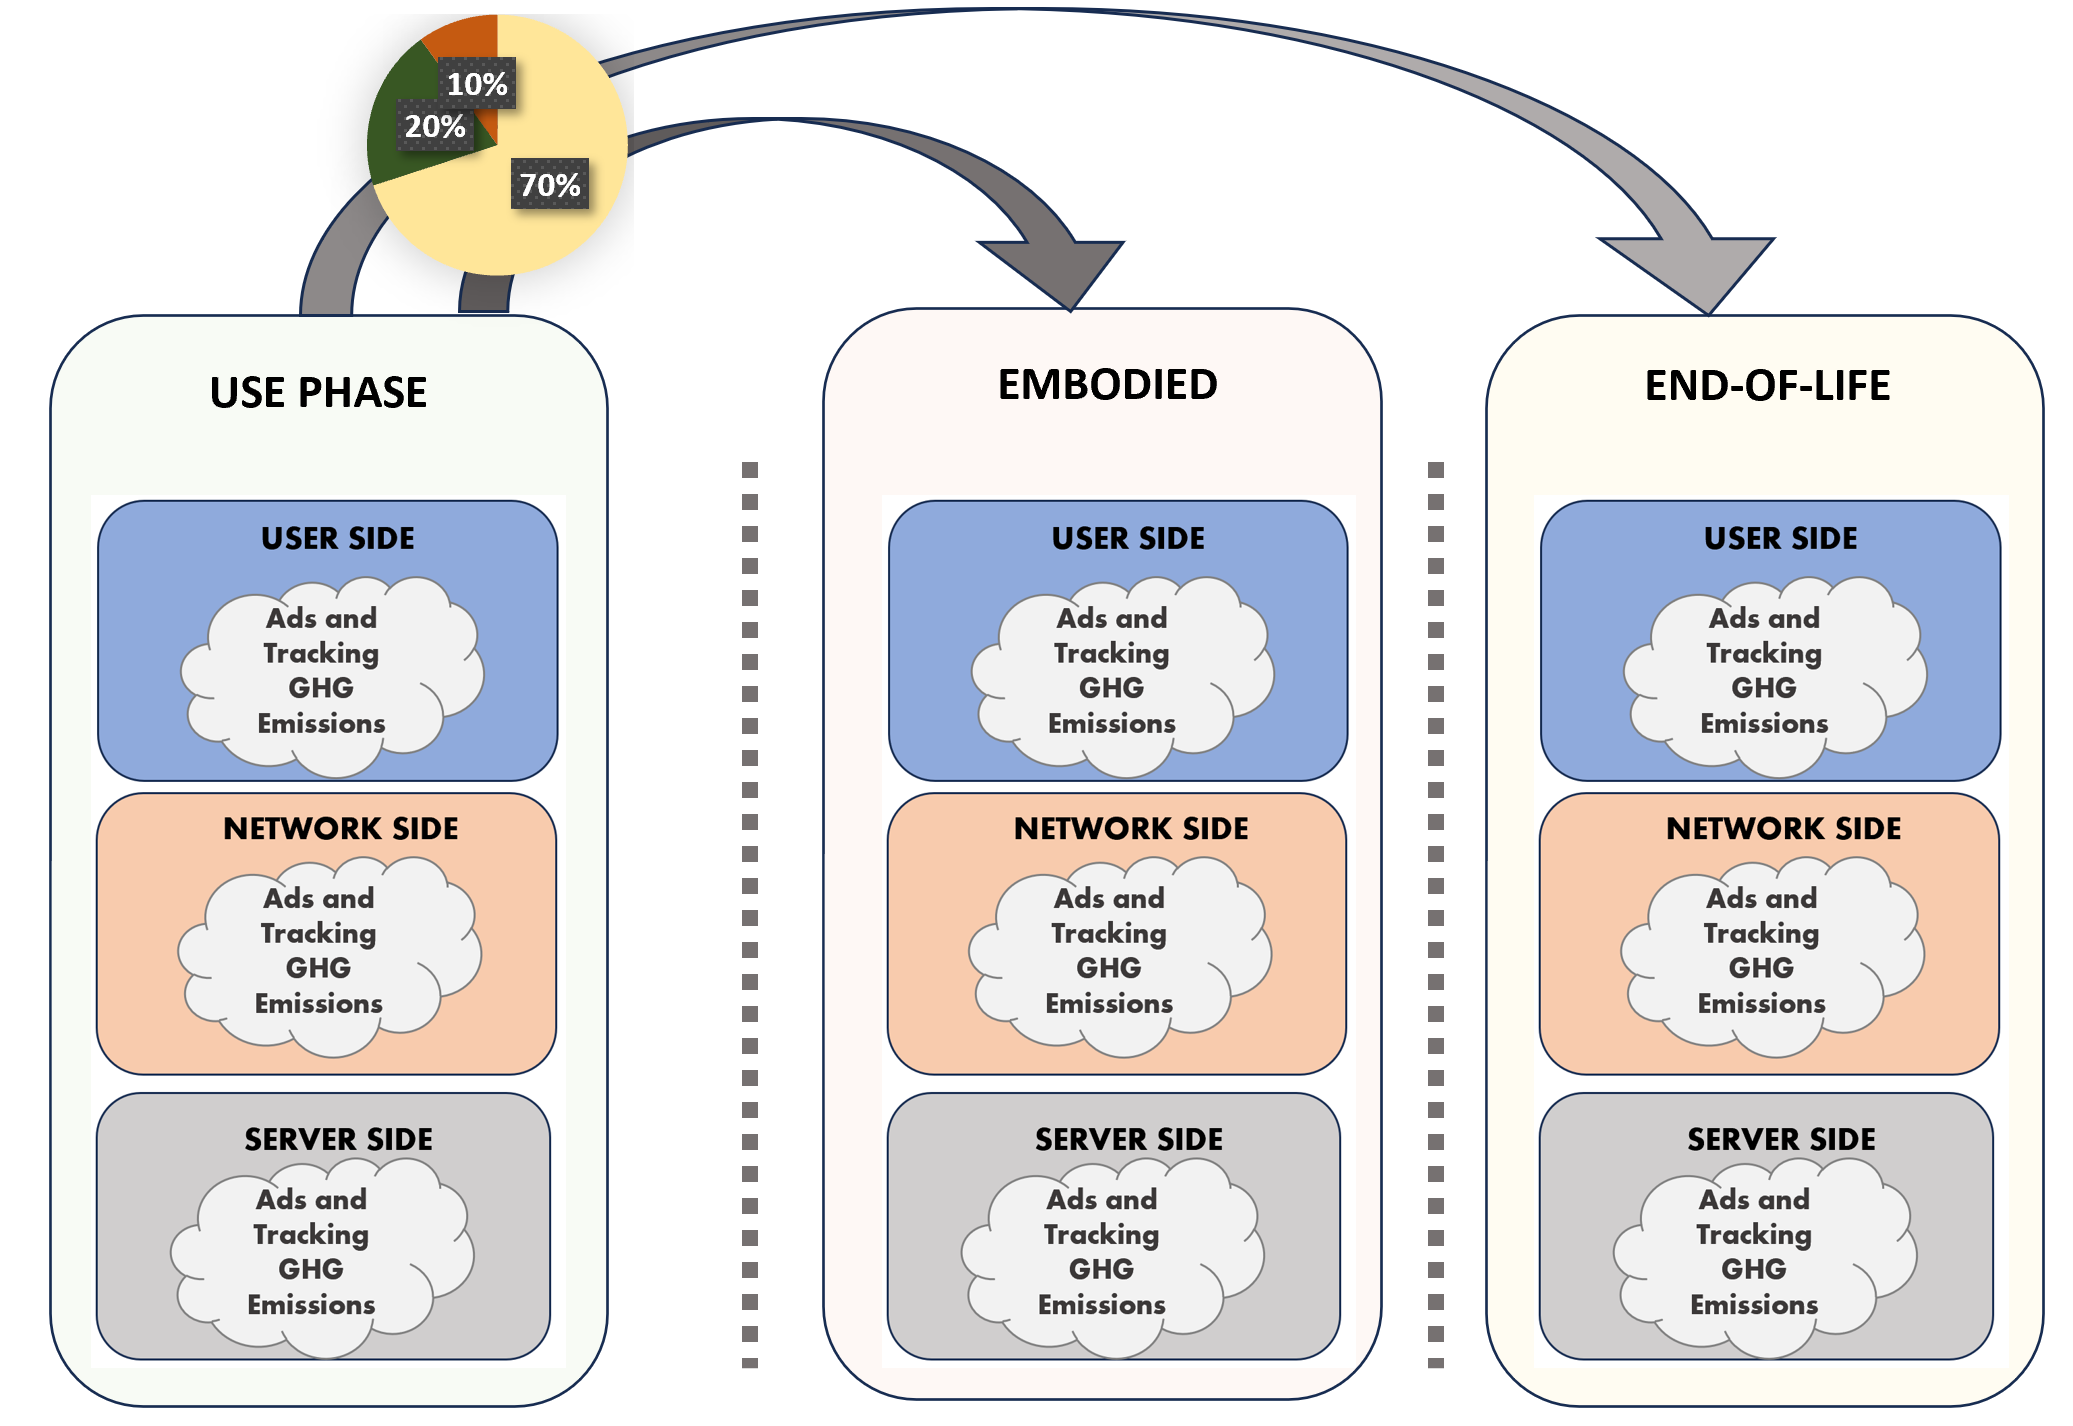 10%
20%
70%
USE PHASE
USER SIDE
Ads and
Tracking
GHG
Emissions
NETWORK SIDE
Ads and
Tracking
GHG
Emissions
SERVER SIDE
Ads and
Tracking
GHG
Emissions
EMBODIED
USER SIDE
Ads and
Tracking
GHG
Emissions
NETWORK SIDE
Ads and
Tracking
GHG
Emissions
SERVER SIDE
Ads and
Tracking
GHG
Emissions
END-OF-LIFE
USER SIDE
Ads and
Tracking
GHG
Emissions
NETWORK SIDE
Ads and
Tracking
GHG
Emissions
SERVER SIDE
Ads and
Tracking
GHG
Emissions